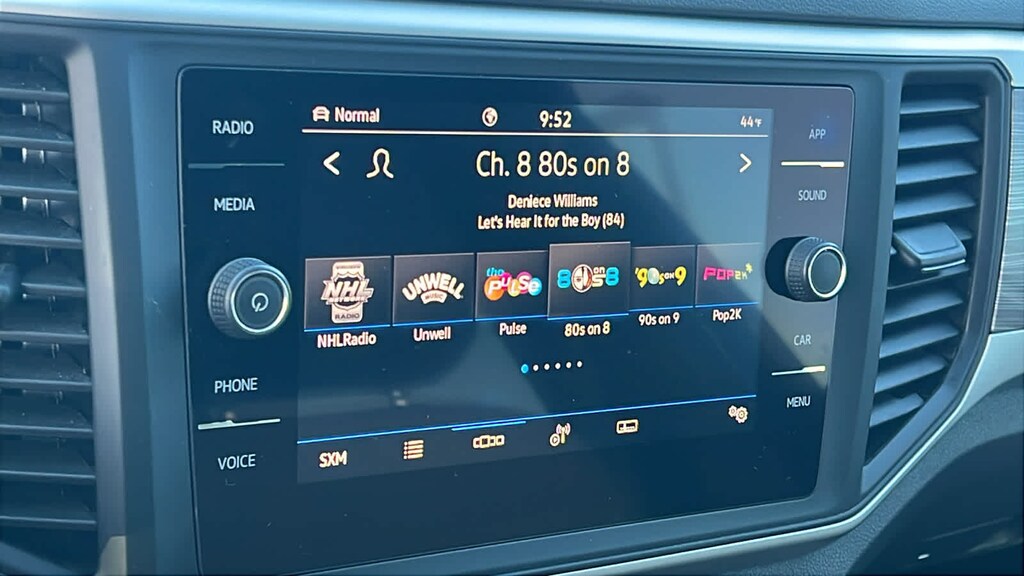 RADIO
MEDIA
PHONE
VOICE
Normal
9:52
44°F
< Ch. 8 80s on 8 >
Deniece Williams
Let's Hear It for the Boy (84)
NHL
NETWORK
RADIO
UNWELL
MUSIC
the PULSE
80s on 8
'90s on 9
POP2K
NHLRadio
Unwell
Pulse
80s on 8
90s on 9
Pop2K
SXM
APP
SOUND
CAR
MENU